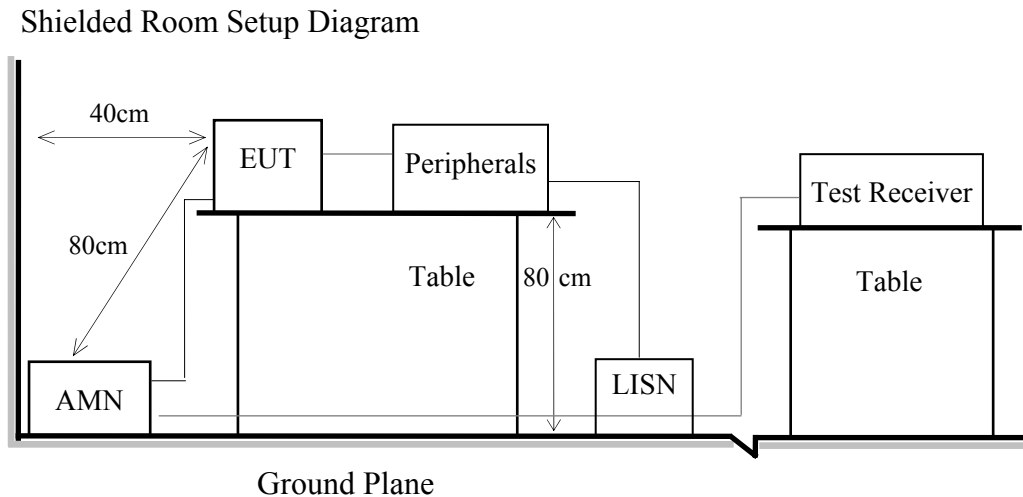 Shielded Room Setup Diagram
40cm
EUT
Peripherals
Test Receiver
80cm
Table
80 cm
Table
AMN
LISN
Ground Plane